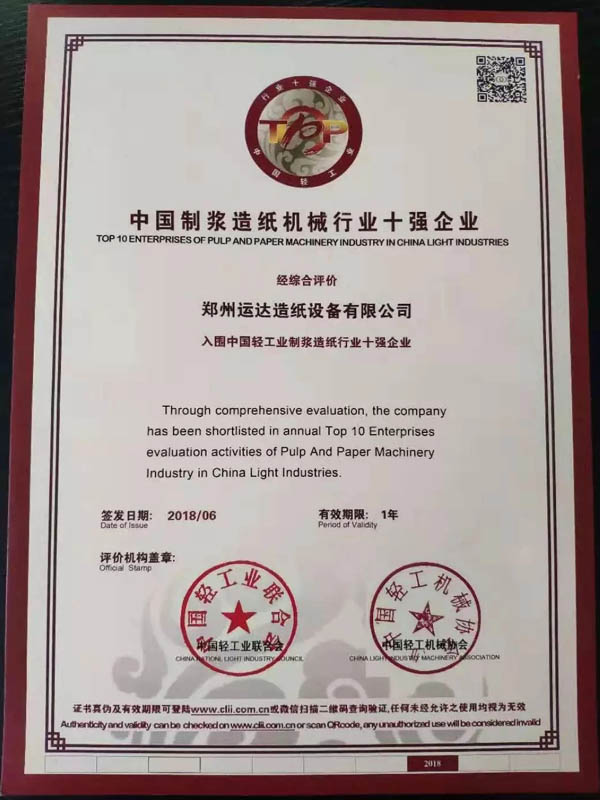 中国轻工业行业十强企业
TOP
中国制浆造纸机械行业十强企业
TOP 10 ENTERPRISES OF PULP AND PAPER MACHINERY INDUSTRY IN CHINA LIGHT INDUSTRIES
经综合评价
郑州运达造纸设备有限公司
入围中国轻工业制浆造纸行业十强企业
Through comprehensive evaluation, the company
has been shortlisted in annual Top 10 Enterprises
evaluation activities of Pulp And Paper Machinery
Industry in China Light Industries.
签发日期: 2018/06 有效期限: 1年
Date of Issue Period of Validity
评价机构盖章:
Official Stamp
中国轻工业联合会 中国轻工机械协会
中国轻工业联合会 中国轻工机械协会
CHINA NATIONL LIGHT INDUSTRY COUNCIL CHINA LIGHT INDUSTRY MACHINERY ASSOCIATION
证书真伪及有效期限可登陆www.clii.com.cn或微信扫描二维码查询验证,任何未经允许之使用均视为无效
Authenticity and validity can be checked on www.clii.com.cn or scan QRcode, any unauthorized use will be considered invalid
2018